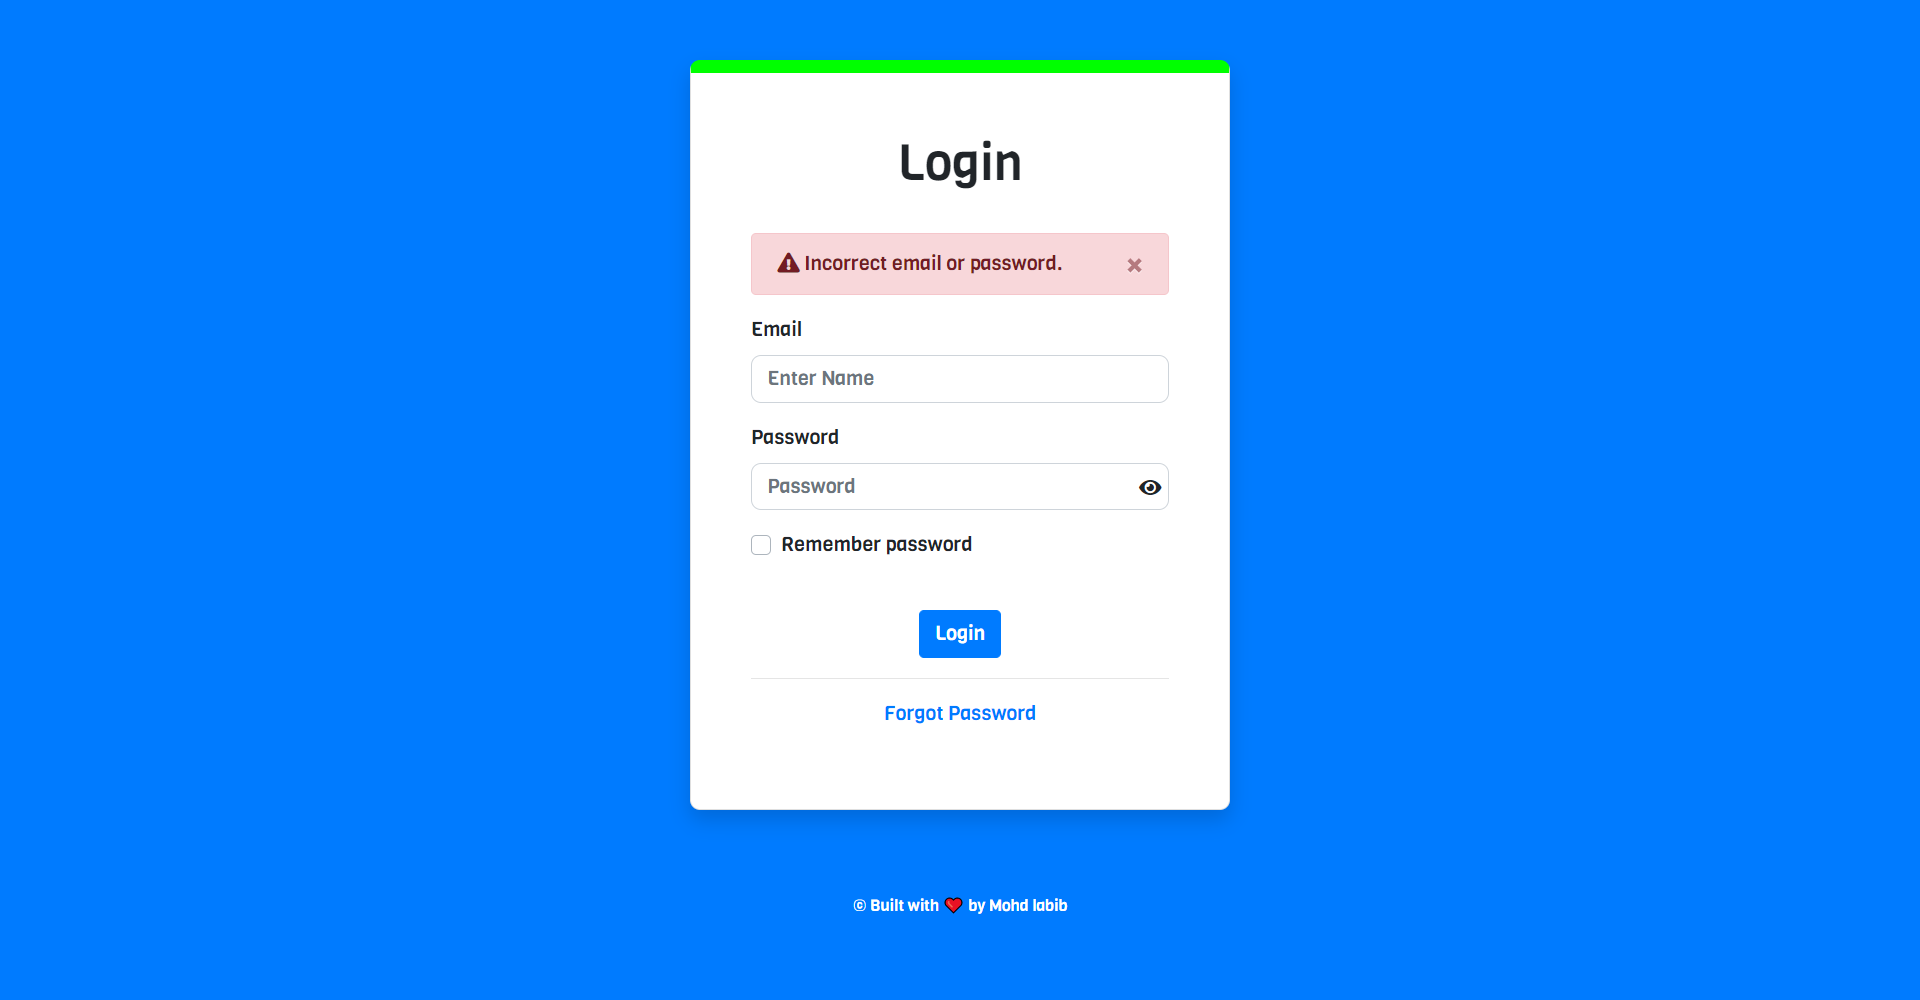 Login
Incorrect email or password.
Email
Enter Name
Password
Password
Remember password
Login
Forgot Password
© Built with ❤ by Mohd labib